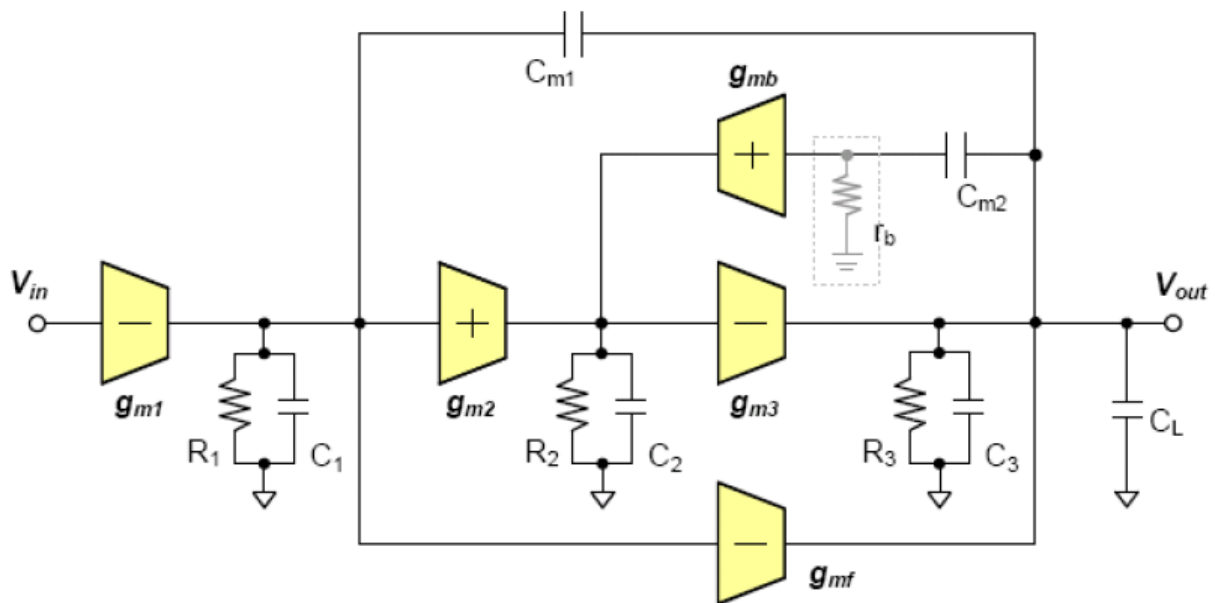 C_m1
g_mb
C_m2
r_b
V_in
V_out
g_m1
g_m2
g_m3
R_1
C_1
R_2
C_2
R_3
C_3
C_L
g_mf